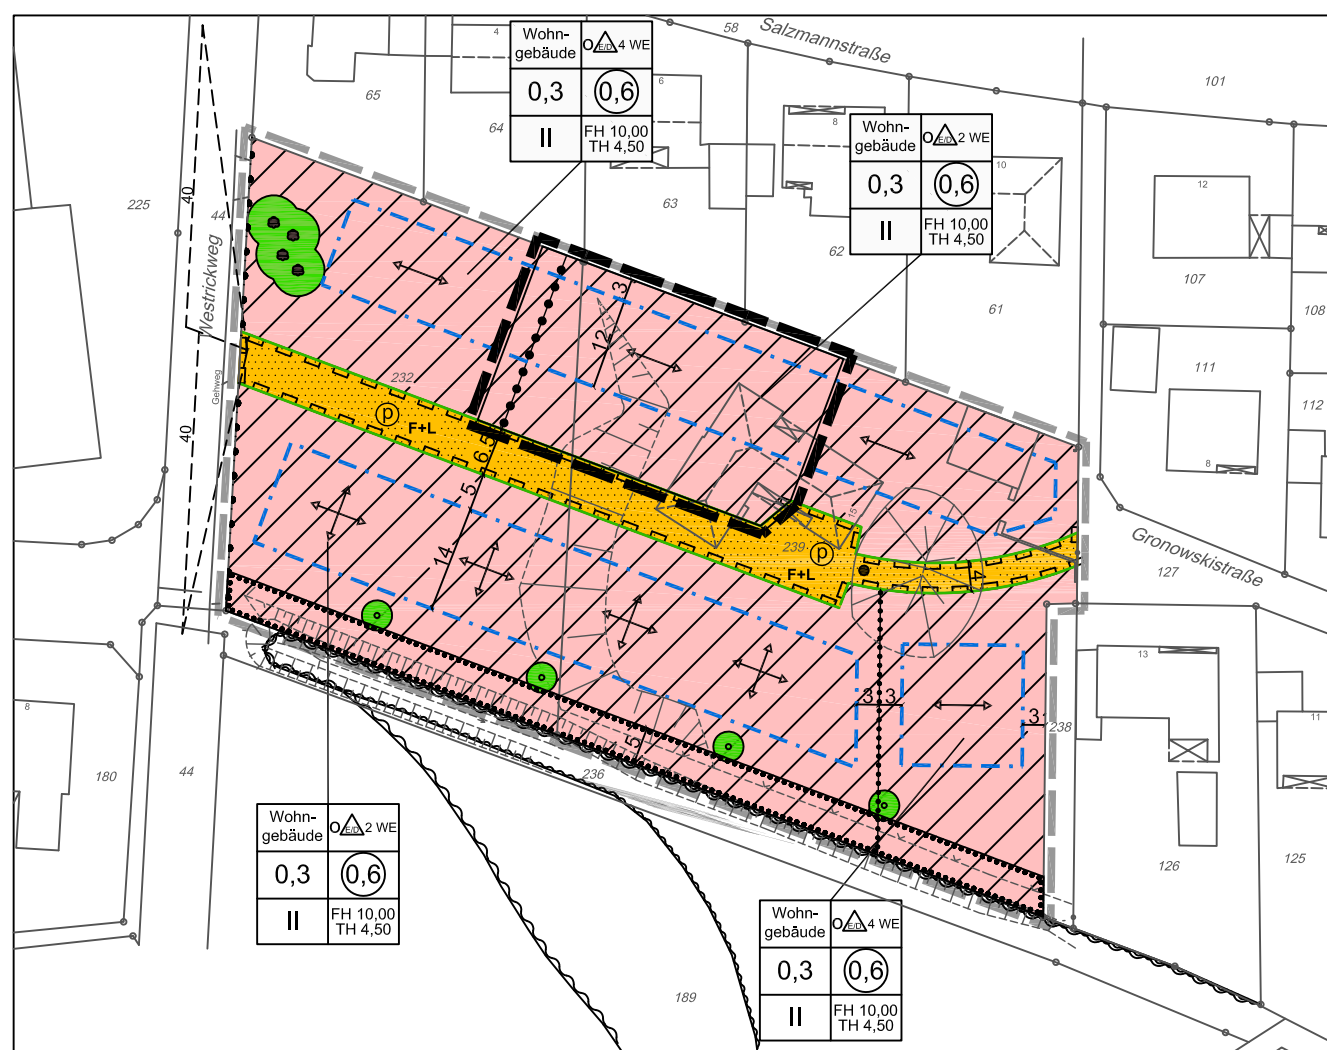 Salzmannstraße
58
101
4
65
64
6
63
8
62
10
61
12
107
108
111
112
8
225
44
40
40
Westrickweg
Gehweg
Wohn-
gebäude
O E/D 4 WE
0,3
0,6
II
FH 10,00
TH 4,50
Wohn-
gebäude
O E/D 2 WE
0,3
0,6
II
FH 10,00
TH 4,50
3
12
232
p
F+L
5
6
5
14
15
239
p
F+L
4
Gronowskistraße
127
3
3
3
238
13
11
126
125
5
236
8
180
44
189
Wohn-
gebäude
O E/D 2 WE
0,3
0,6
II
FH 10,00
TH 4,50
Wohn-
gebäude
O E/D 4 WE
0,3
0,6
II
FH 10,00
TH 4,50